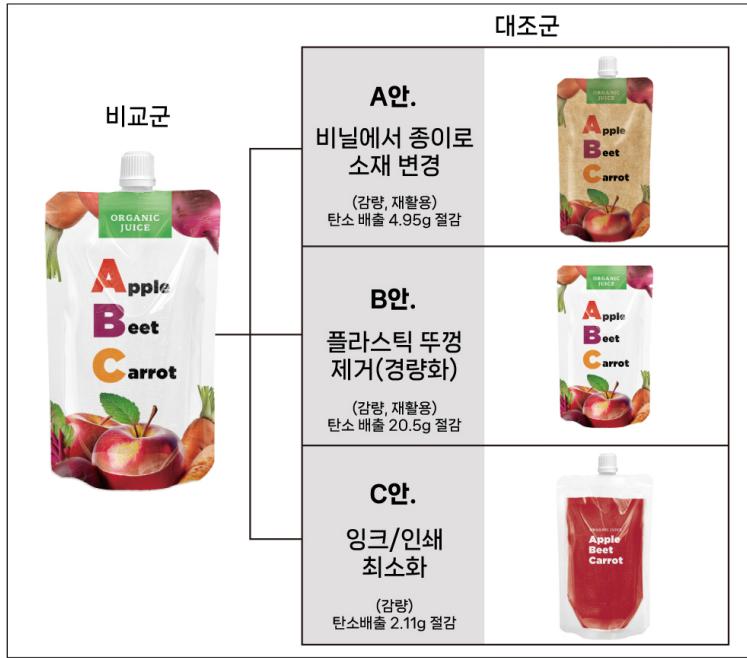 대조군
비교군
ORGANIC
JUICE
Apple
Beet
Carrot
A안.
비닐에서 종이로
소재 변경
(감량, 재활용)
탄소 배출 4.95g 절감
ORGANIC
JUICE
Apple
Beet
Carrot
B안.
플라스틱 뚜껑
제거(경량화)
(감량, 재활용)
탄소 배출 20.5g 절감
ORGANIC
JUICE
Apple
Beet
Carrot
C안.
잉크/인쇄
최소화
(감량)
탄소배출 2.11g 절감
ORGANIC JUICE
Apple
Beet
Carrot